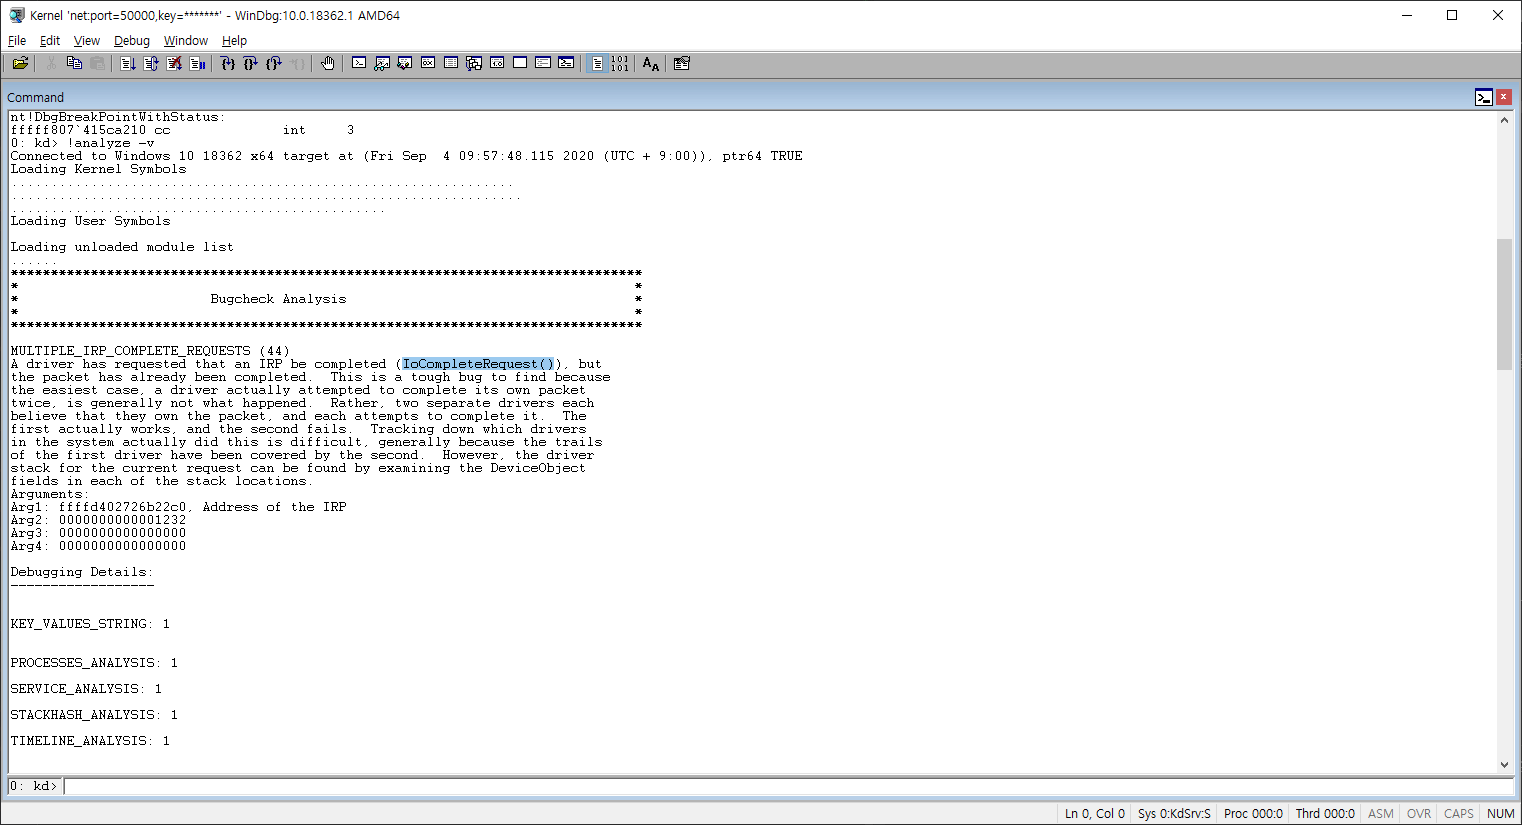 Kernel 'net:port=50000,key=*******' - WinDbg:10.0.18362.1 AMD64
File Edit View Debug Window Help
Command
nt!DbgBreakPointWithStatus:
fffff807`415ca210 cc              int     3
0: kd> !analyze -v
Connected to Windows 10 18362 x64 target at (Fri Sep  4 09:57:48.115 2020 (UTC + 9:00)), ptr64 TRUE
Loading Kernel Symbols
...............................................................
................................................................
...............................................
Loading User Symbols
Loading unloaded module list
......
*******************************************************************************
*                                                                             *
*                        Bugcheck Analysis                                    *
*                                                                             *
*******************************************************************************
MULTIPLE_IRP_COMPLETE_REQUESTS (44)
A driver has requested that an IRP be completed (IoCompleteRequest()), but
the packet has already been completed.  This is a tough bug to find because
the easiest case, a driver actually attempted to complete its own packet
twice, is generally not what happened.  Rather, two separate drivers each
believe that they own the packet, and each attempts to complete it.  The
first actually works, and the second fails.  Tracking down which drivers
in the system actually did this is difficult, generally because the trails
of the first driver have been covered by the second.  However, the driver
stack for the current request can be found by examining the DeviceObject
fields in each of the stack locations.
Arguments:
Arg1: ffffd402726b22c0, Address of the IRP
Arg2: 0000000000001232
Arg3: 0000000000000000
Arg4: 0000000000000000
Debugging Details:
------------------
KEY_VALUES_STRING: 1
PROCESSES_ANALYSIS: 1
SERVICE_ANALYSIS: 1
STACKHASH_ANALYSIS: 1
TIMELINE_ANALYSIS: 1
0: kd>
Ln 0, Col 0 Sys 0:KdSrv:S Proc 000:0 Thrd 000:0 ASM OVR CAPS NUM